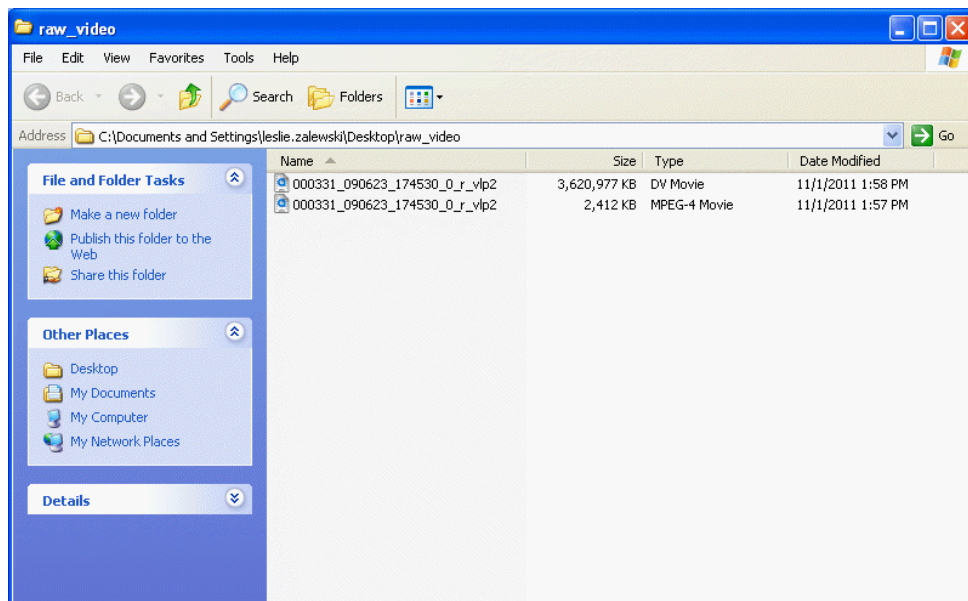 raw_video
File Edit View Favorites Tools Help
Back Search Folders
Address C:\Documents and Settings\leslie.zalewski\Desktop\raw_video Go
Name Size Type Date Modified
000331_090623_174530_0_r_vlp2 3,620,977 KB DV Movie 11/1/2011 1:58 PM
000331_090623_174530_0_r_vlp2 2,412 KB MPEG-4 Movie 11/1/2011 1:57 PM
File and Folder Tasks
Make a new folder
Publish this folder to the
Web
Share this folder
Other Places
Desktop
My Documents
My Computer
My Network Places
Details